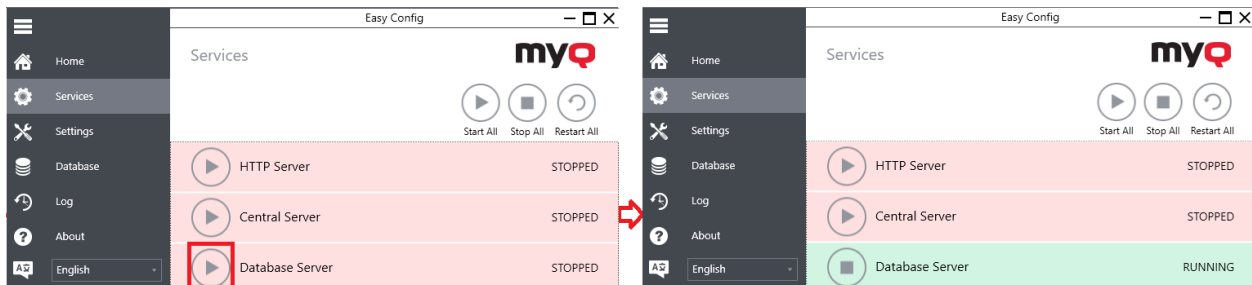 Easy Config
Services
myQ
Home
Services
Settings
Database
Log
About
English
Start All Stop All Restart All
HTTP Server STOPPED
Central Server STOPPED
Database Server STOPPED
Easy Config
Services
myQ
Home
Services
Settings
Database
Log
About
English
Start All Stop All Restart All
HTTP Server STOPPED
Central Server STOPPED
Database Server RUNNING